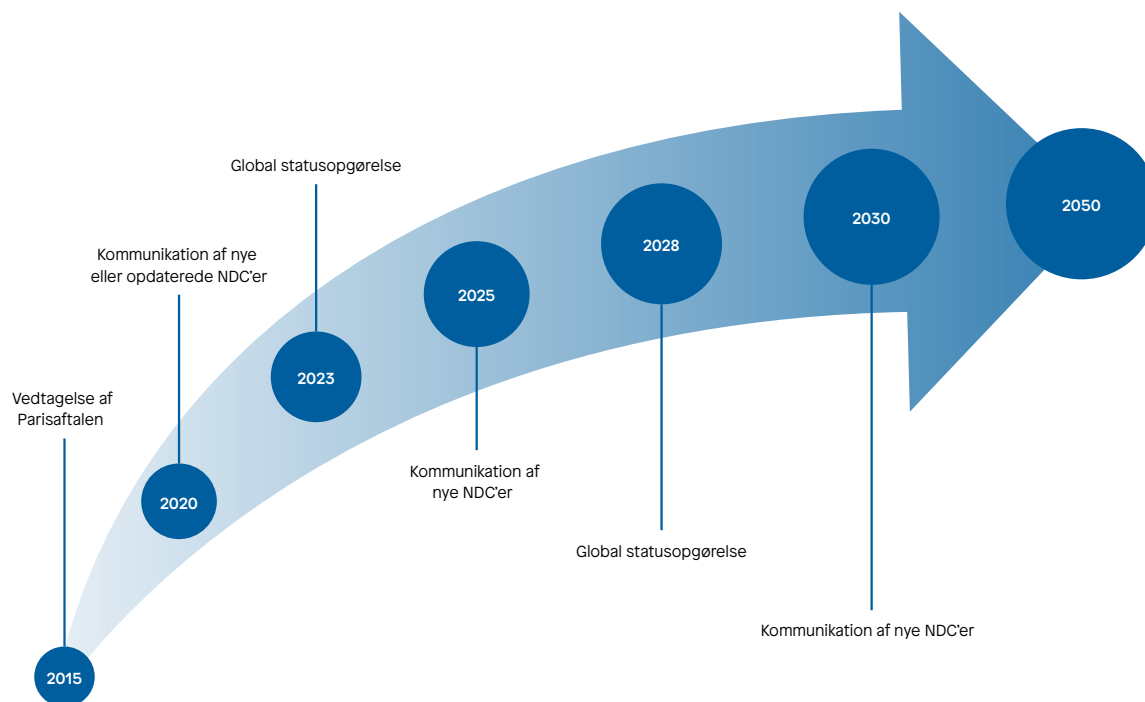 Vedtagelse af
Parisaftalen
2015
Kommunikation af nye
eller opdaterede NDC'er
2020
Global statusopgørelse
2023
2025
Kommunikation af
nye NDC'er
2028
Global statusopgørelse
2030
Kommunikation af nye NDC'er
2050